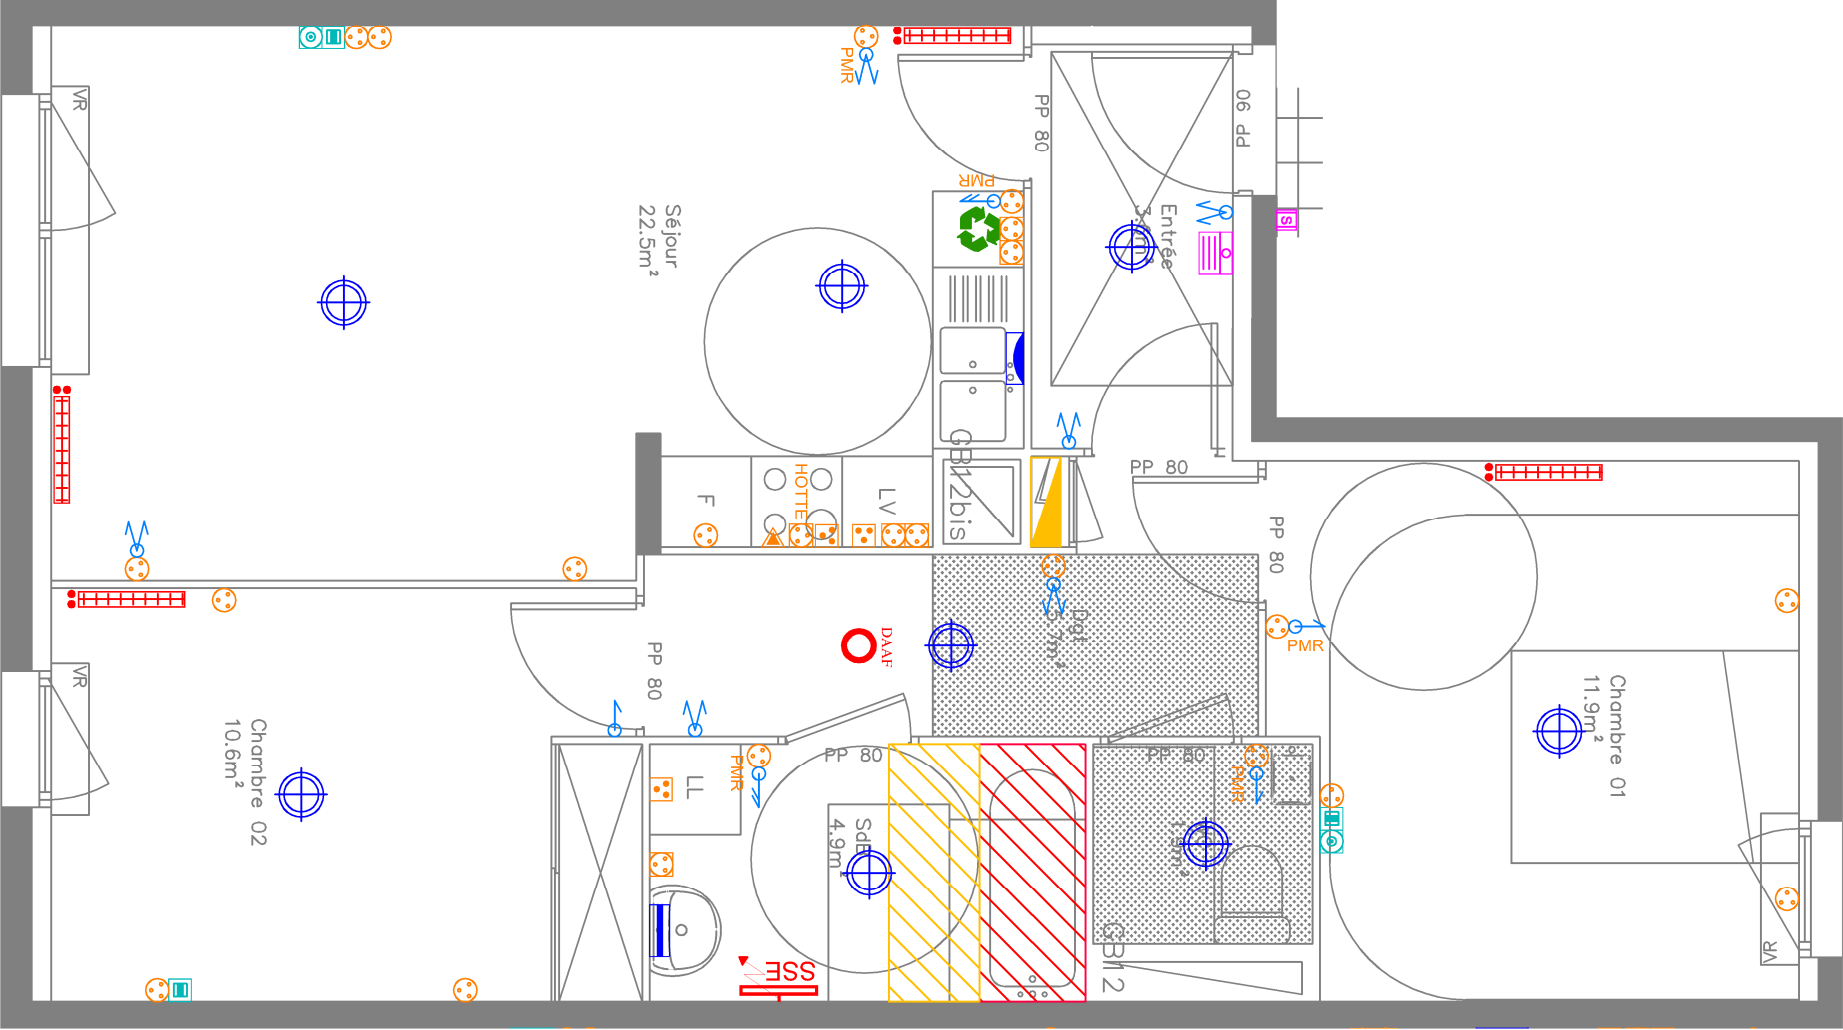 VR
PMR
PP 80
PP 90
PMR
Séjour
22.5m²
Entrée
S
GB12bis
HOTTE
F
LV
PP 80
PP 80
VR
PP 80
DAAF
Dgt
PMR
Chambre 01
11.9m²
Chambre 02
10.6m²
PMR
LL
PP 80
PP 80
PMR
SdB
4.9m²
SSE
GB12
VR